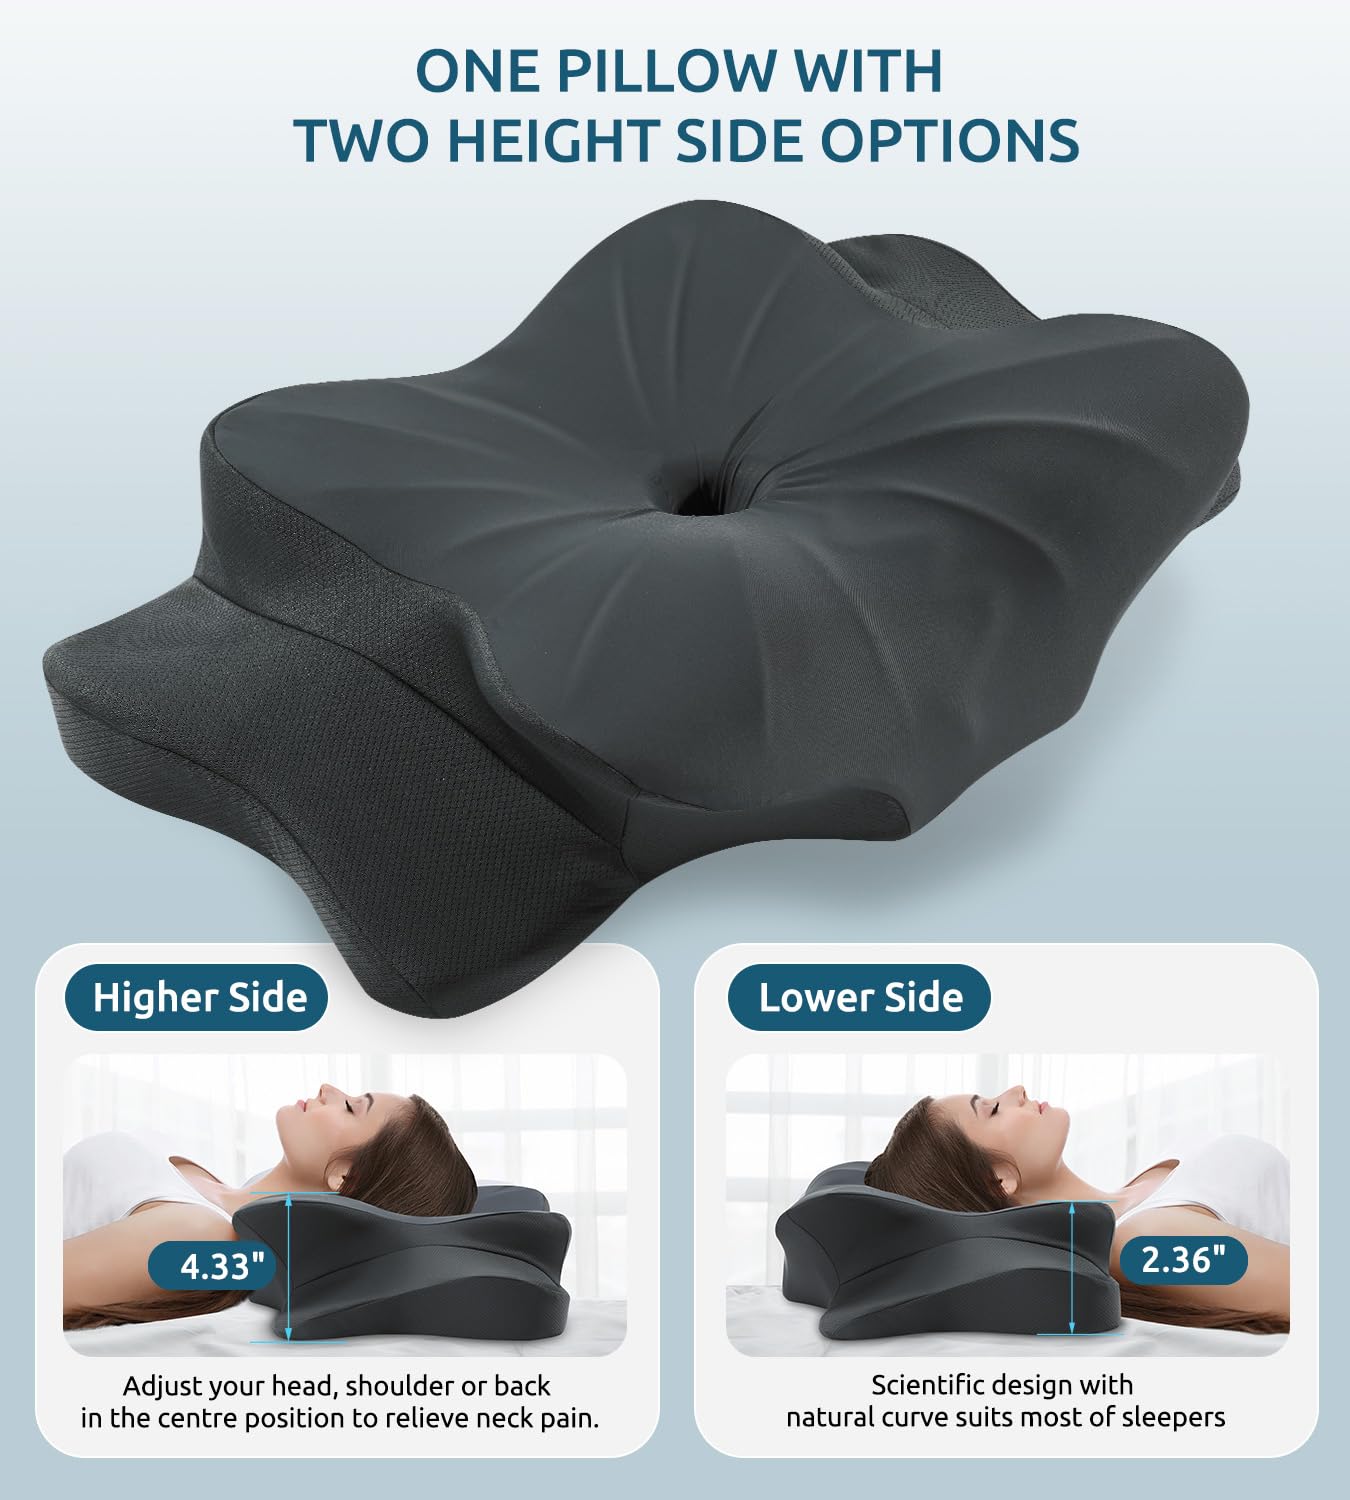 ONE PILLOW WITH
TWO HEIGHT SIDE OPTIONS
Higher Side
4.33"
Adjust your head, shoulder or back
in the centre position to relieve neck pain.
Lower Side
2.36"
Scientific design with
natural curve suits most of sleepers